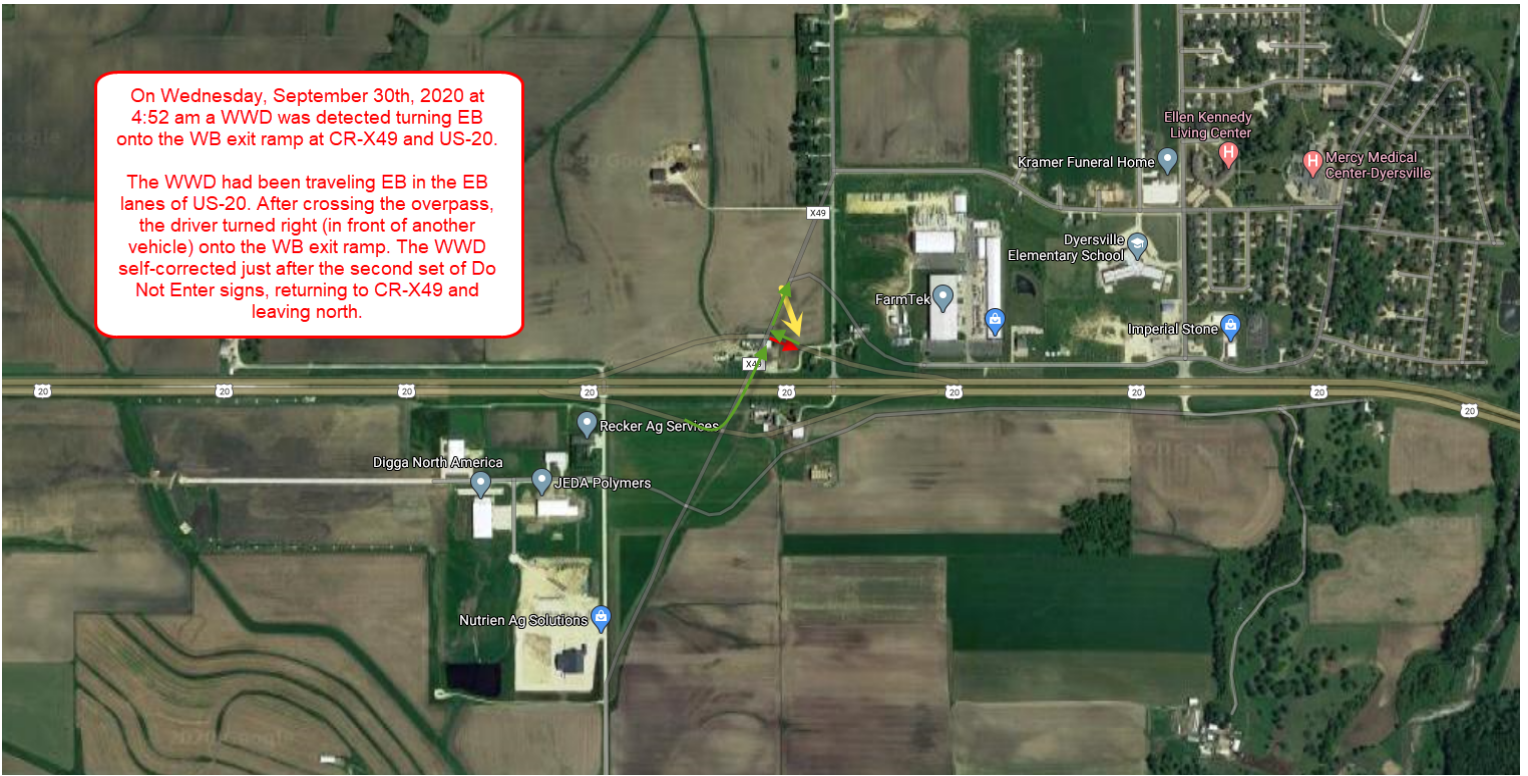 On Wednesday, September 30th, 2020 at
4:52 am a WWD was detected turning EB
onto the WB exit ramp at CR-X49 and US-20.
The WWD had been traveling EB in the EB
lanes of US-20. After crossing the overpass,
the driver turned right (in front of another
vehicle) onto the WB exit ramp. The WWD
self-corrected just after the second set of Do
Not Enter signs, returning to CR-X49 and
leaving north.
Ellen Kennedy
Living Center
Kramer Funeral Home
Mercy Medical
Center-Dyersville
X49
Dyersville
Elementary School
FarmTek
Imperial Stone
X49
20
20
20
20
20
20
20
20
20
Recker Ag Services
Digga North America
JEDA Polymers
Nutrien Ag Solutions